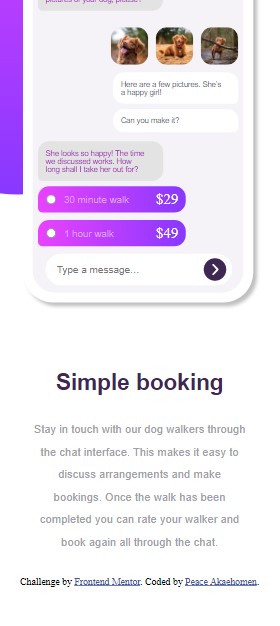 pictures of your dog, please?
Here are a few pictures. She's
a happy girl!
Can you make it?
She looks so happy! The time
we discussed works. How
long shall I take her out for?
30 minute walk $29
1 hour walk $49
Type a message…
Simple booking
Stay in touch with our dog walkers through
the chat interface. This makes it easy to
discuss arrangements and make
bookings. Once the walk has been
completed you can rate your walker and
book again all through the chat.
Challenge by Frontend Mentor. Coded by Peace Akaehomen.